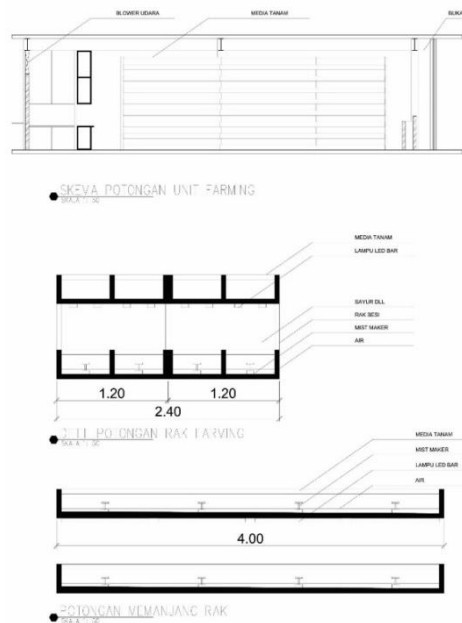 BLOWER UDARA
MEDIA TANAM
BUKA
SKEMA POTONGAN UNIT FARMING
MEDIA TANAM
LAMPU LED BAR
SAYUR DLL
RAK BESI
MIST MAKER
AIR
1.20
1.20
2.40
POTONGAN RAK FARMING
MEDIA TANAM
MIST MAKER
LAMPU LED BAR
AIR
4.00
POTONGAN MEMANJANG RAK